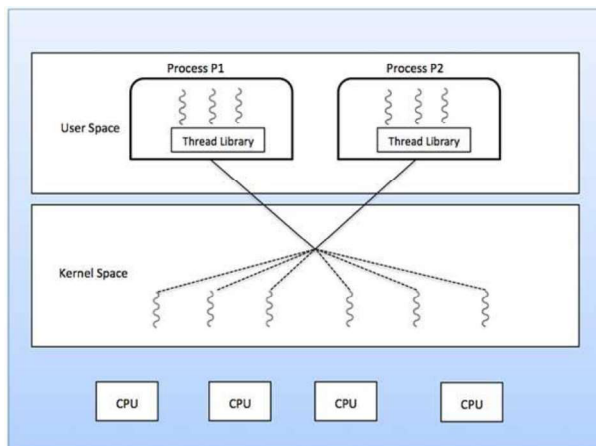 Process P1
Process P2
User Space
Thread Library
Thread Library
Kernel Space
CPU
CPU
CPU
CPU